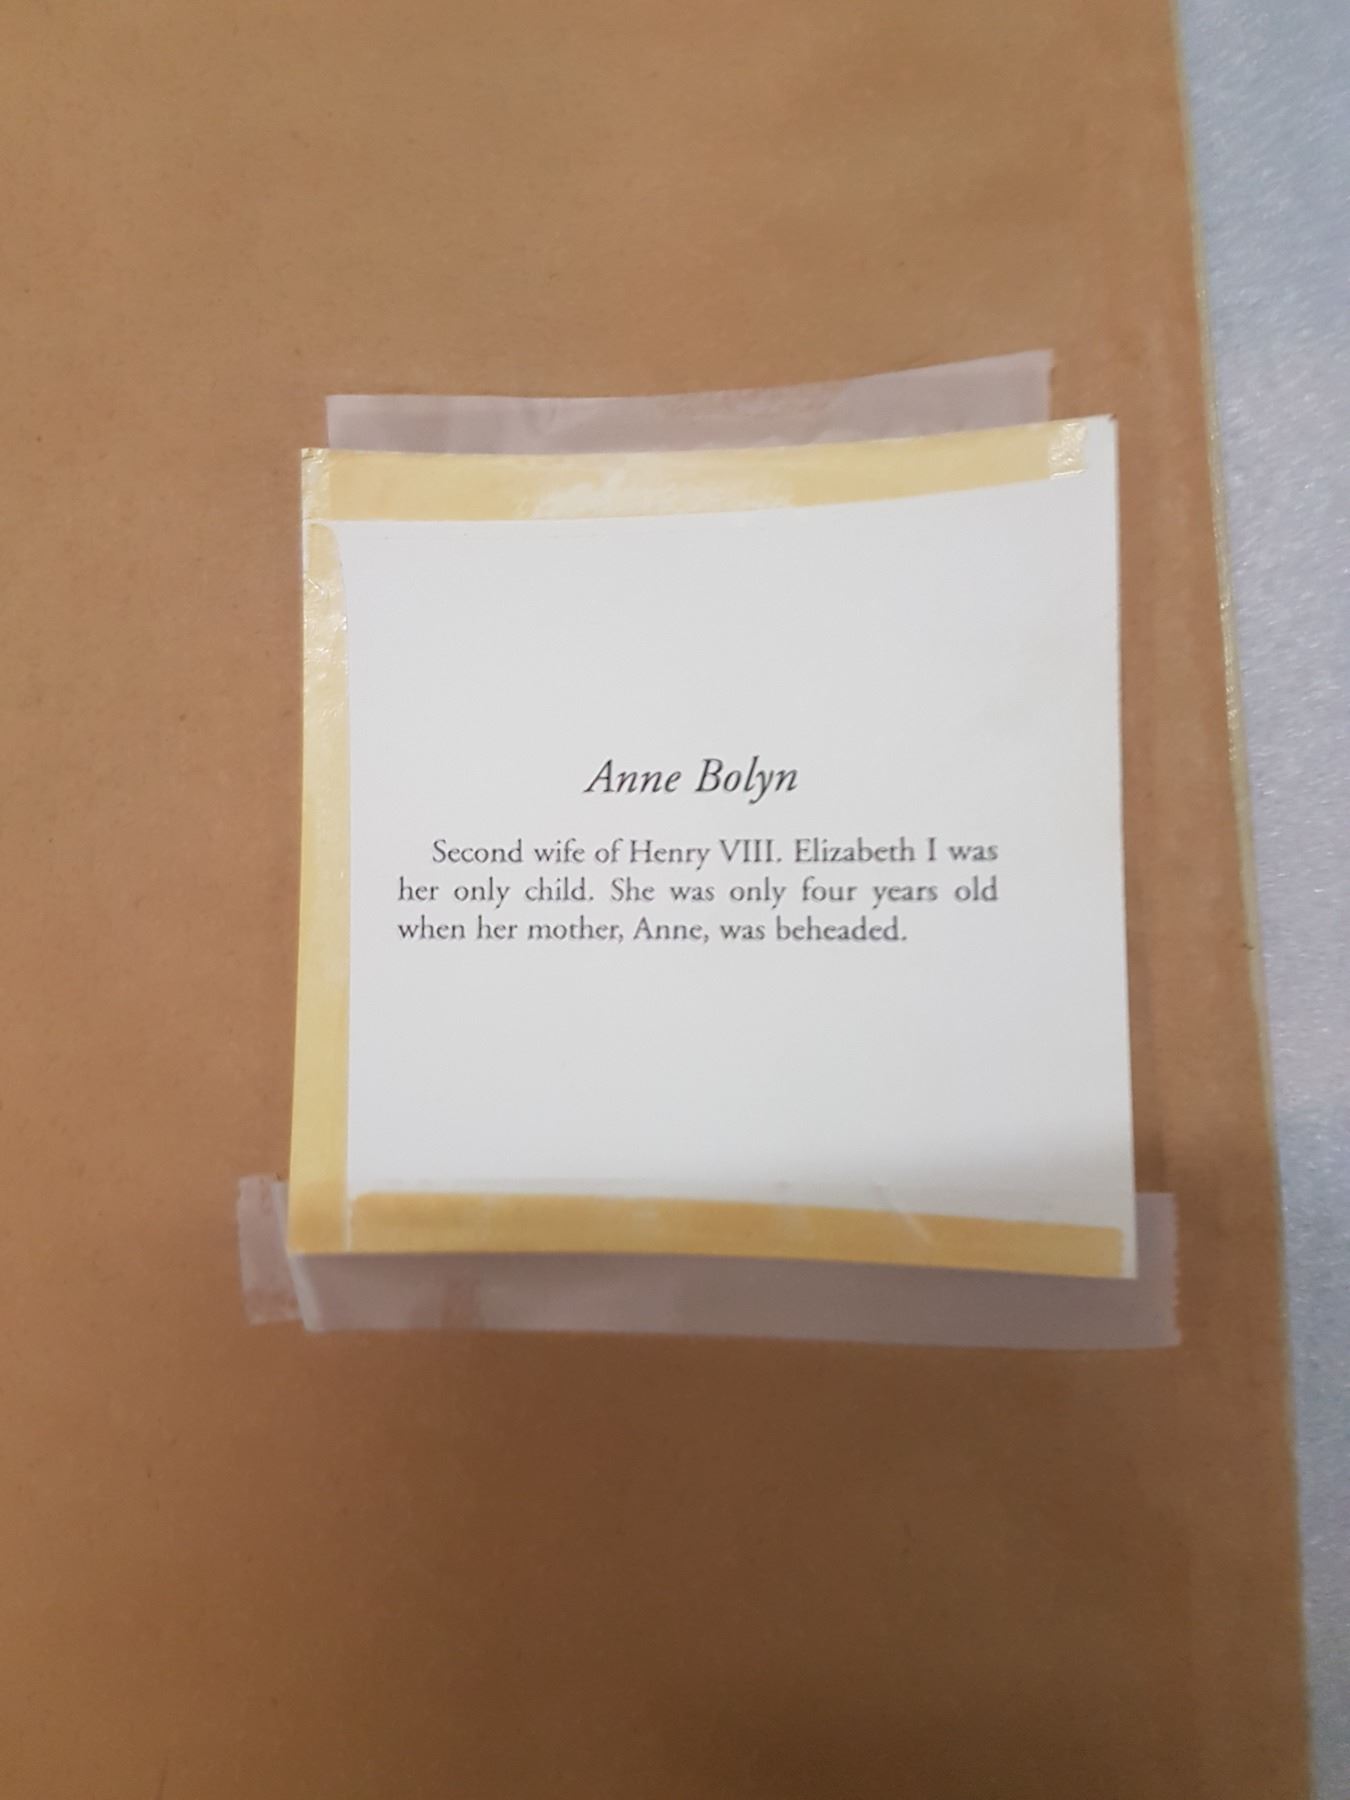 Anne Bolyn
Second wife of Henry VIII. Elizabeth I was
her only child. She was only four years old
when her mother, Anne, was beheaded.